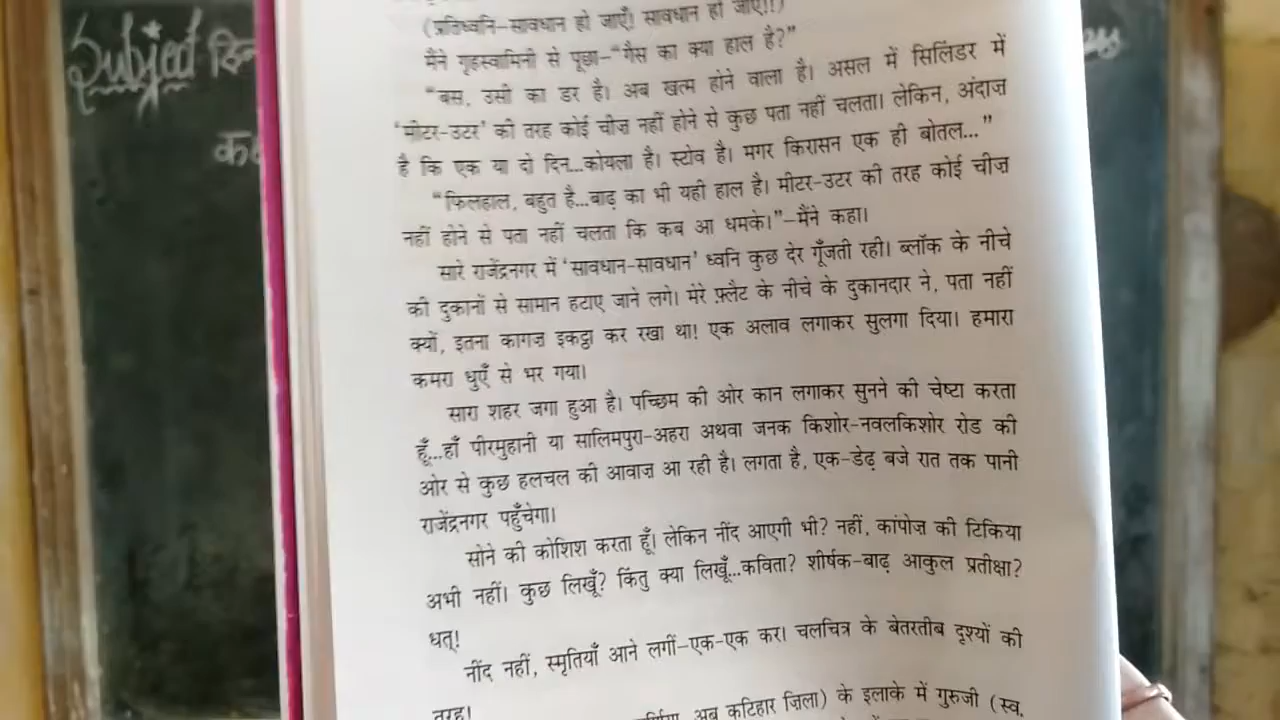 Subject हिन
क
(प्रतिध्वनि-सावधान हो जाएँ! सावधान हो जाएँ!!)
मैंने गृहस्वामिनी से पूछा-“गैस का क्या हाल है?”
“बस, उसी का डर है। अब खत्म होने वाला है। असल में सिलिंडर में
‘मीटर-उटर’ की तरह कोई चीज़ नहीं होने से कुछ पता नहीं चलता। लेकिन, अंदाज़
है कि एक या दो दिन...कोयला है। स्टोव है। मगर किरासन एक ही बोतल...”
“फिलहाल, बहुत है...बाढ़ का भी यही हाल है। मीटर-उटर की तरह कोई चीज़
नहीं होने से पता नहीं चलता कि कब आ धमके।”-मैंने कहा।
सारे राजेंद्रनगर में ‘सावधान-सावधान’ ध्वनि कुछ देर गूँजती रही। ब्लॉक के नीचे
की दुकानों से सामान हटाए जाने लगे। मेरे फ़्लैट के नीचे के दुकानदार ने, पता नहीं
क्यों, इतना कागज़ इकट्ठा कर रखा था! एक अलाव लगाकर सुलगा दिया। हमारा
कमरा धुएँ से भर गया।
सारा शहर जगा हुआ है। पच्छिम की ओर कान लगाकर सुनने की चेष्टा करता
हूँ...हाँ पीरमुहानी या सालिमपुरा-अहरा अथवा जनक किशोर-नवलकिशोर रोड की
ओर से कुछ हलचल की आवाज़ आ रही है। लगता है, एक-डेढ़ बजे रात तक पानी
राजेंद्रनगर पहुँचेगा।
सोने की कोशिश करता हूँ। लेकिन नींद आएगी भी? नहीं, कांपोज़ की टिकिया
अभी नहीं। कुछ लिखूँ? किंतु क्या लिखूँ...कविता? शीर्षक-बाढ़ आकुल प्रतीक्षा?
धत्!
नींद नहीं, स्मृतियाँ आने लगीं-एक-एक कर। चलचित्र के बेतरतीब दृश्यों की
तरह!
अब कटिहार ज़िला) के इलाके में गुरुजी (स्व.